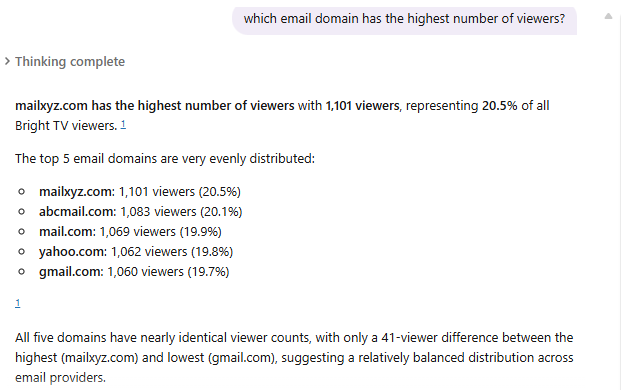 which email domain has the highest number of viewers?
Thinking complete
mailxyz.com has the highest number of viewers with 1,101 viewers, representing 20.5% of all
Bright TV viewers. 1
The top 5 email domains are very evenly distributed:
mailxyz.com: 1,101 viewers (20.5%)
abcmail.com: 1,083 viewers (20.1%)
mail.com: 1,069 viewers (19.9%)
yahoo.com: 1,062 viewers (19.8%)
gmail.com: 1,060 viewers (19.7%)
1
All five domains have nearly identical viewer counts, with only a 41-viewer difference between the
highest (mailxyz.com) and lowest (gmail.com), suggesting a relatively balanced distribution across
email providers.